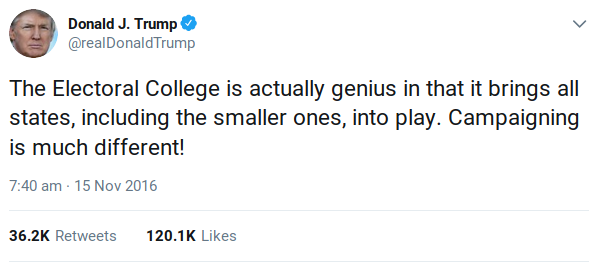 Donald J. Trump
@realDonaldTrump
The Electoral College is actually genius in that it brings all
states, including the smaller ones, into play. Campaigning
is much different!
7:40 am · 15 Nov 2016
36.2K Retweets 120.1K Likes